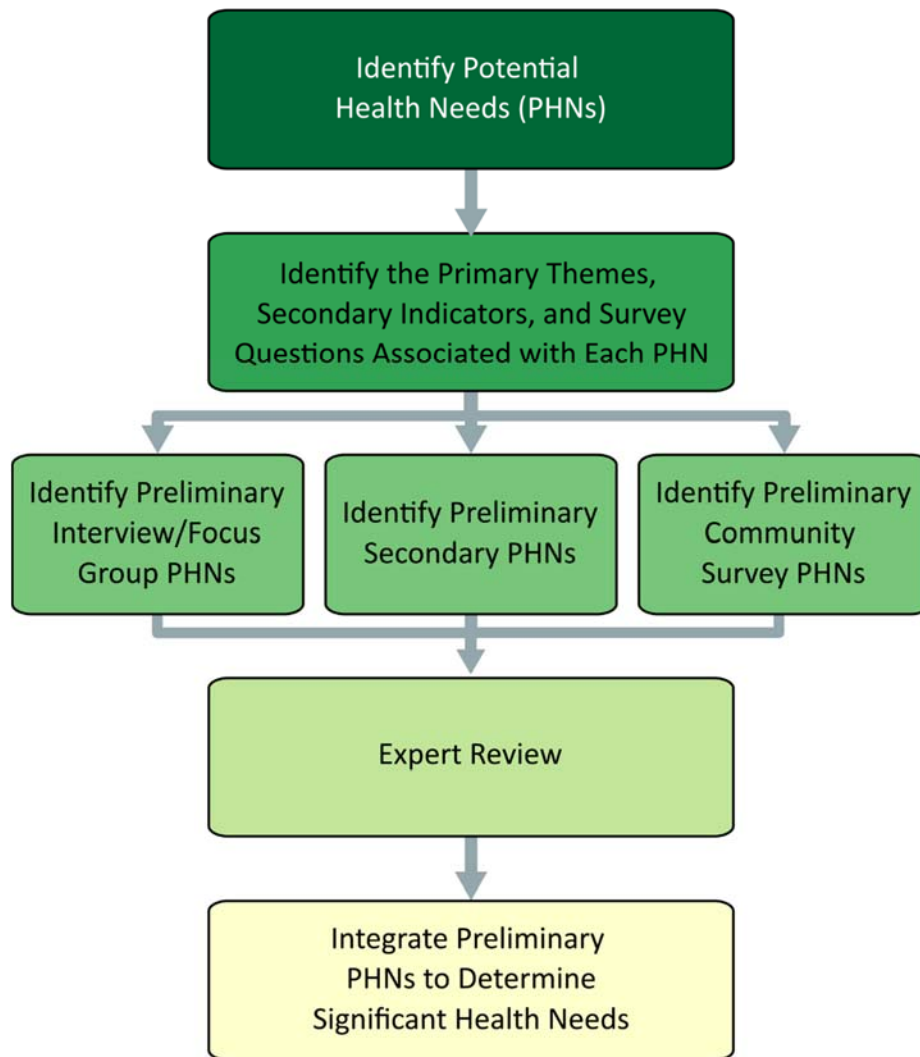 Identify Potential
Health Needs (PHNs)
Identify the Primary Themes,
Secondary Indicators, and Survey
Questions Associated with Each PHN
Identify Preliminary
Interview/Focus
Group PHNs
Identify Preliminary
Secondary PHNs
Identify Preliminary
Community
Survey PHNs
Expert Review
Integrate Preliminary
PHNs to Determine
Significant Health Needs